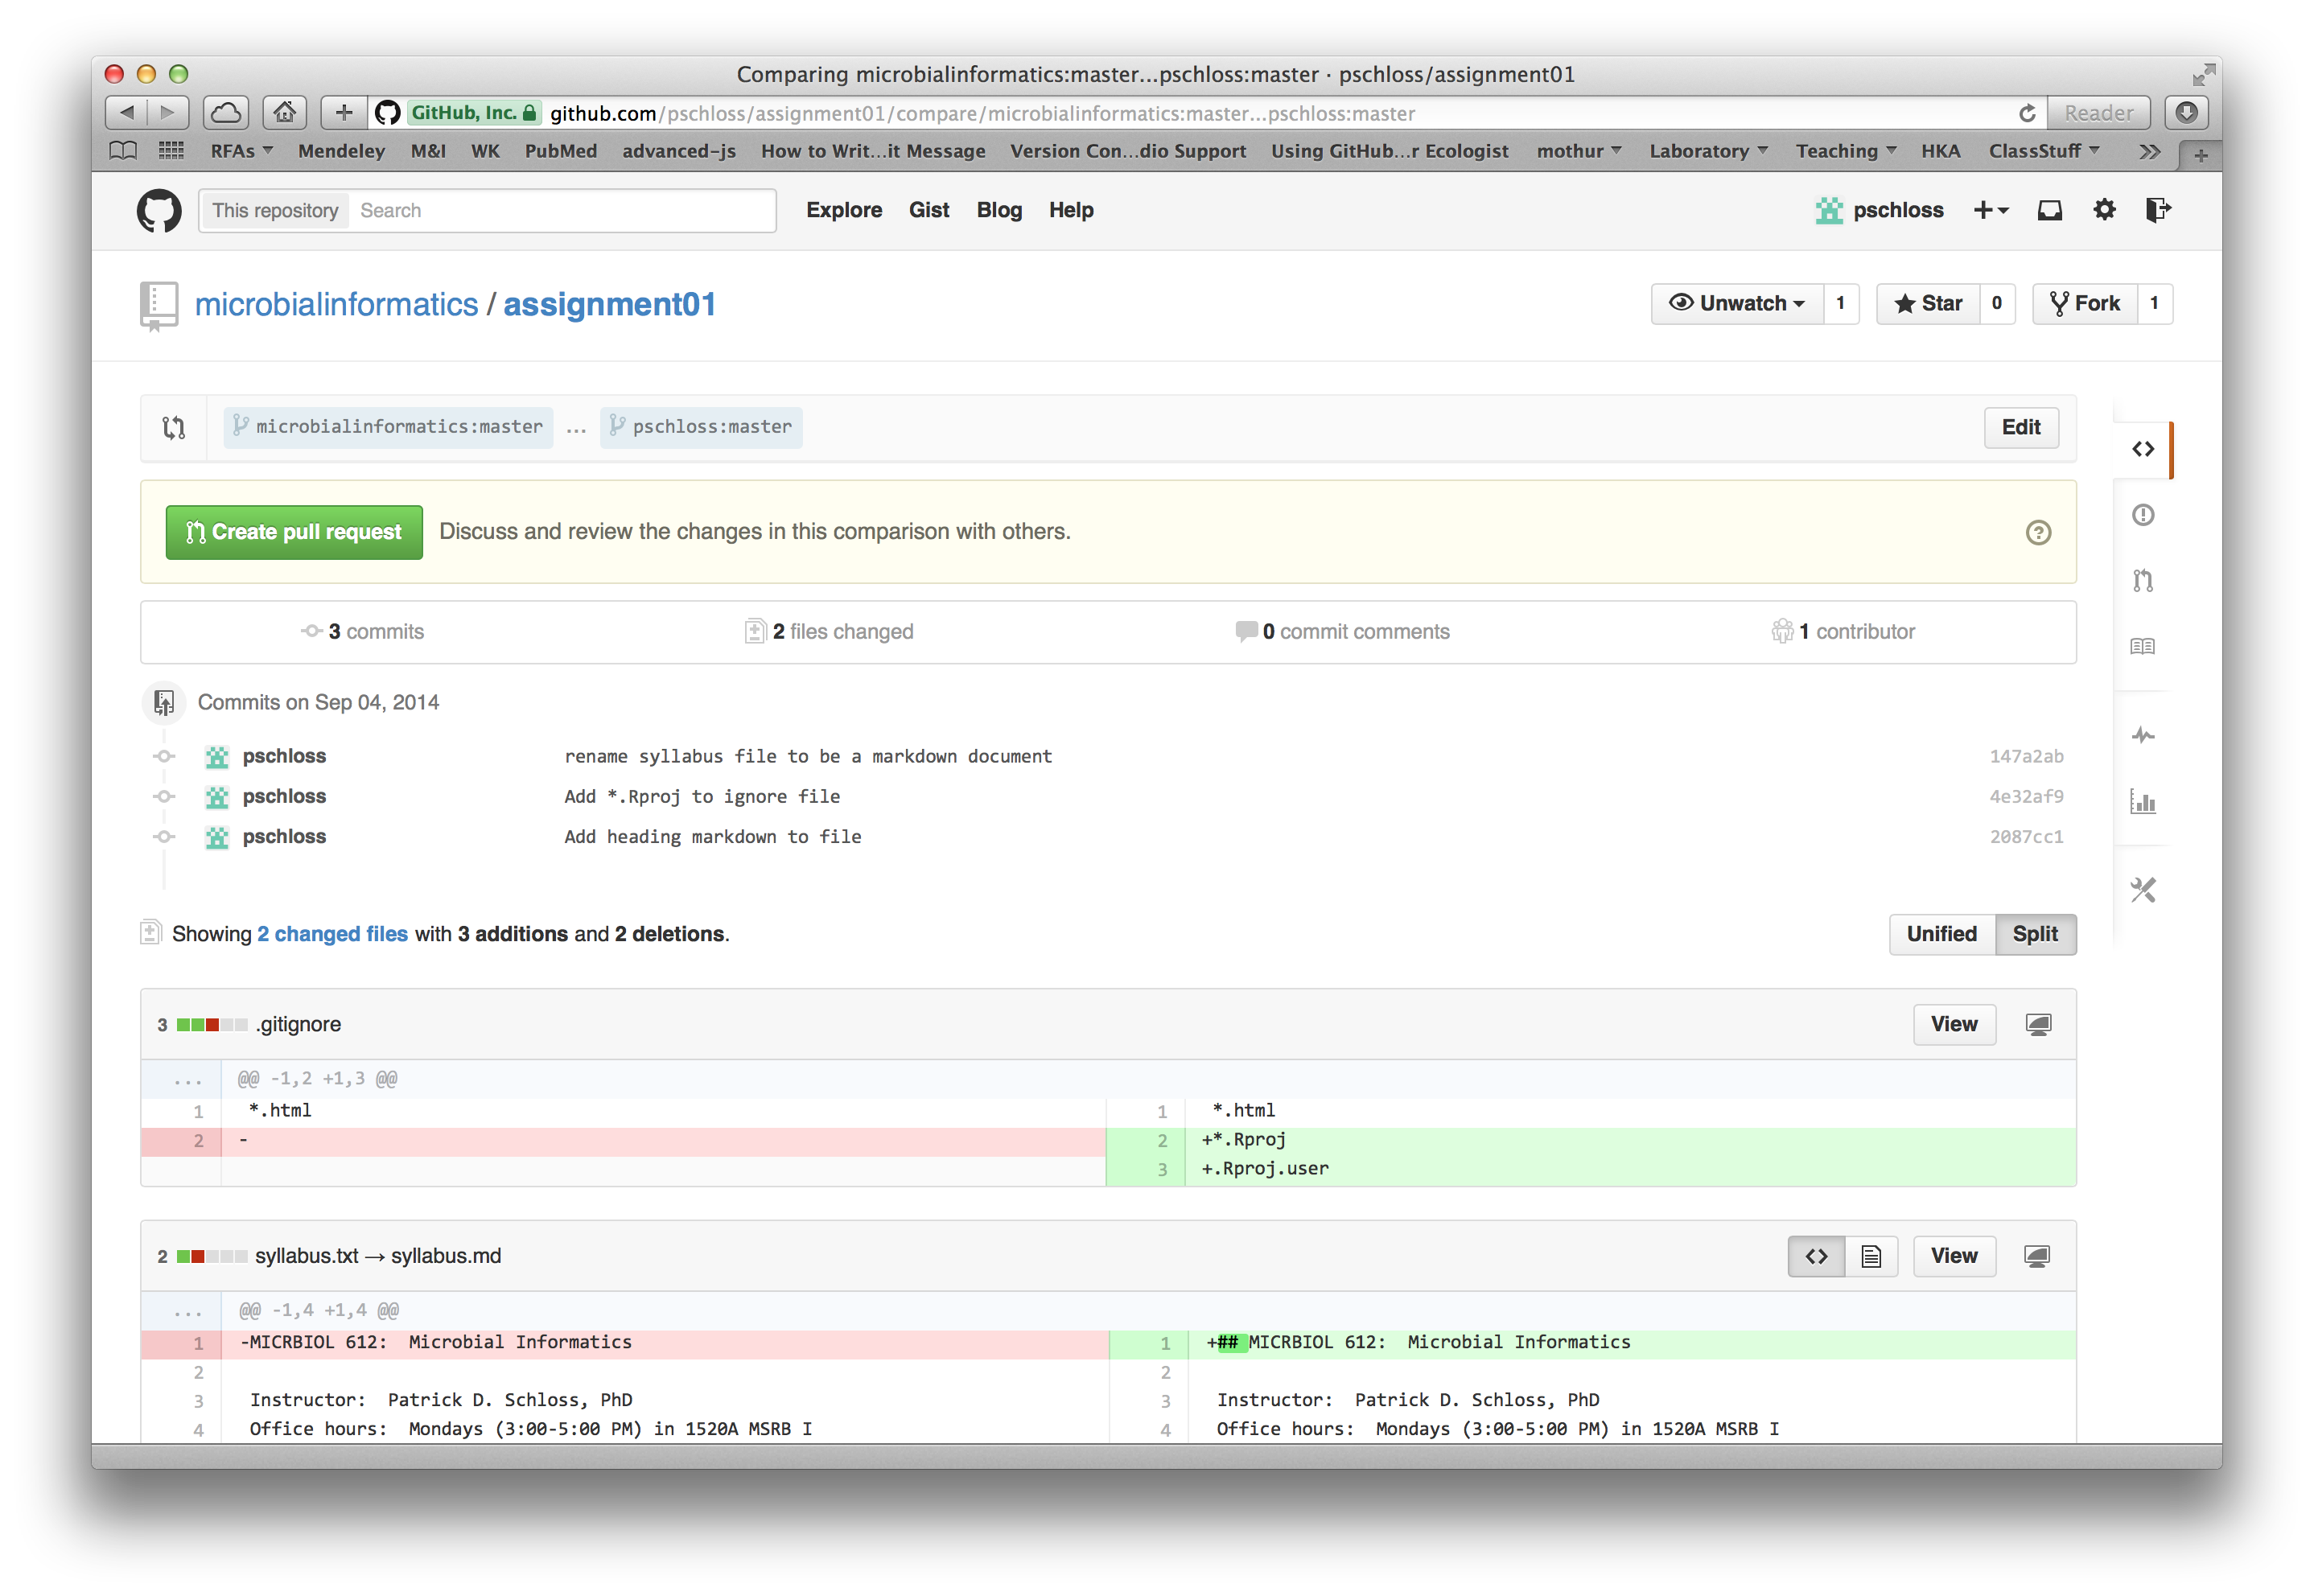 Comparing microbialinformatics:master...pschloss:master · pschloss/assignment01
GitHub, Inc. github.com/pschloss/assignment01/compare/microbialinformatics:master...pschloss:master Reader
RFAs Mendeley M&I WK PubMed advanced-js How to Writ...it Message Version Con...dio Support Using GitHub...r Ecologist mothur Laboratory Teaching HKA ClassStuff
This repository Search Explore Gist Blog Help pschloss
microbialinformatics / assignment01 Unwatch 1 Star 0 Fork 1
microbialinformatics:master ... pschloss:master Edit
Create pull request Discuss and review the changes in this comparison with others.
3 commits 2 files changed 0 commit comments 1 contributor
Commits on Sep 04, 2014
pschloss rename syllabus file to be a markdown document 147a2ab
pschloss Add *.Rproj to ignore file 4e32af9
pschloss Add heading markdown to file 2087cc1
Showing 2 changed files with 3 additions and 2 deletions. Unified Split
3 .gitignore View
... @@ -1,2 +1,3 @@
1 *.html 1 *.html
2 - 2 +*.Rproj
3 +.Rproj.user
2 syllabus.txt → syllabus.md View
... @@ -1,4 +1,4 @@
1 -MICRBIOL 612: Microbial Informatics 1 +## MICRBIOL 612: Microbial Informatics
2 2
3 Instructor: Patrick D. Schloss, PhD 3 Instructor: Patrick D. Schloss, PhD
4 Office hours: Mondays (3:00-5:00 PM) in 1520A MSRB I 4 Office hours: Mondays (3:00-5:00 PM) in 1520A MSRB I